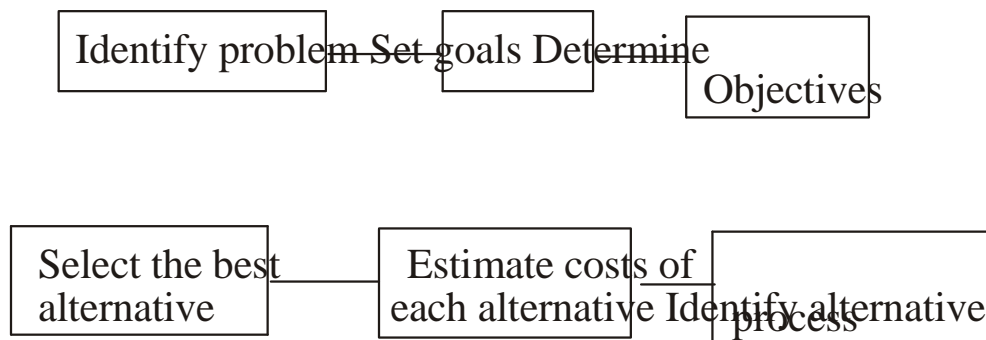 Identify problem Set goals Determine
Objectives
Select the best
alternative
Estimate costs of
each alternative Identify alternative
process